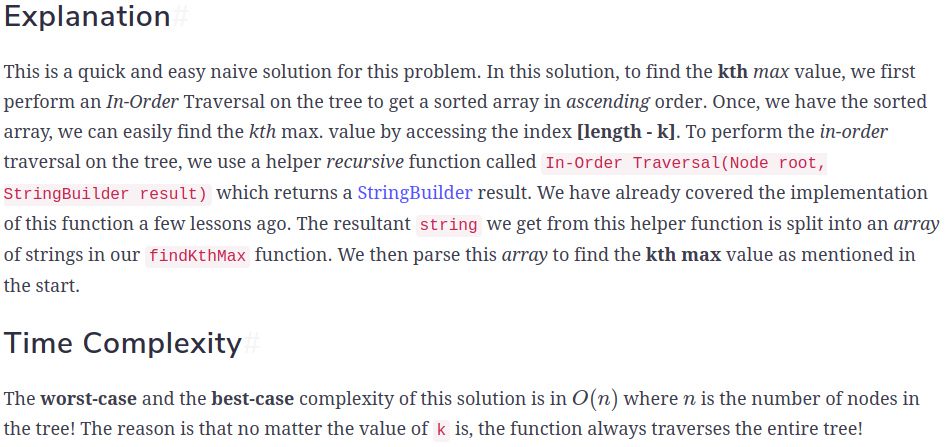 Explanation#
This is a quick and easy naive solution for this problem. In this solution, to find the kth max value, we first
perform an In-Order Traversal on the tree to get a sorted array in ascending order. Once, we have the sorted
array, we can easily find the kth max. value by accessing the index [length - k]. To perform the in-order
traversal on the tree, we use a helper recursive function called In-Order Traversal(Node root,
StringBuilder result) which returns a StringBuilder result. We have already covered the implementation
of this function a few lessons ago. The resultant string we get from this helper function is split into an array
of strings in our findKthMax function. We then parse this array to find the kth max value as mentioned in
the start.
Time Complexity#
The worst-case and the best-case complexity of this solution is in O(n) where n is the number of nodes in
the tree! The reason is that no matter the value of k is, the function always traverses the entire tree!